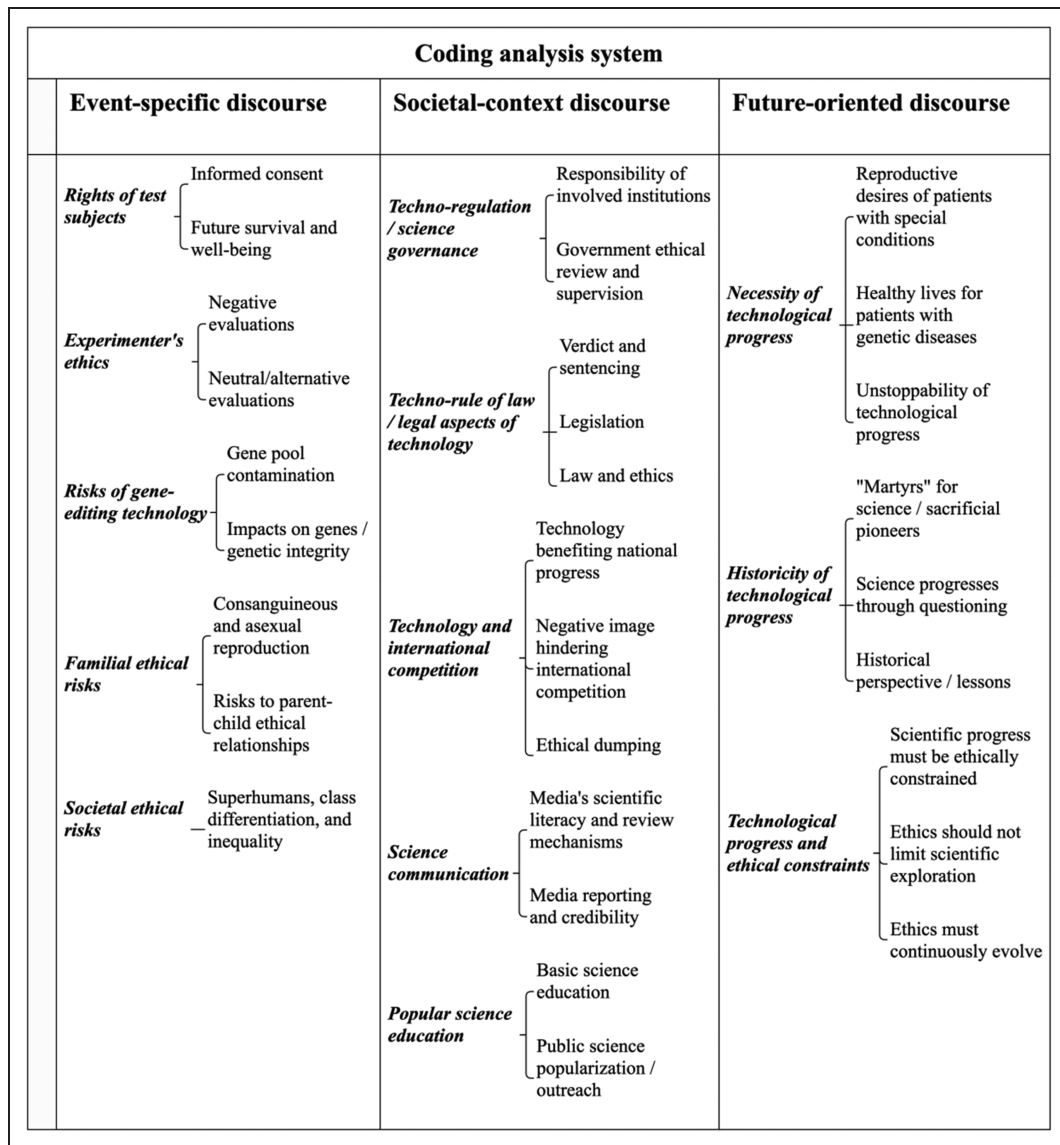 Coding analysis system
Event-specific discourse
Rights of test
subjects
Informed consent
Future survival and
well-being
Experimenter's
ethics
Negative
evaluations
Neutral/alternative
evaluations
Risks of gene-
editing technology
Gene pool
contamination
Impacts on genes /
genetic integrity
Familial ethical
risks
Consanguineous
and asexual
reproduction
Risks to parent-
child ethical
relationships
Societal ethical
risks
Superhumans, class
differentiation, and
inequality
Societal-context discourse
Techno-regulation
/ science
governance
Responsibility of
involved institutions
Government ethical
review and
supervision
Techno-rule of law
/ legal aspects of
technology
Verdict and
sentencing
Legislation
Law and ethics
Technology and
international
competition
Technology
benefiting national
progress
Negative image
hindering
international
competition
Ethical dumping
Science
communication
Media's scientific
literacy and review
mechanisms
Media reporting
and credibility
Popular science
education
Basic science
education
Public science
popularization /
outreach
Future-oriented discourse
Necessity of
technological
progress
Reproductive
desires of patients
with special
conditions
Healthy lives for
patients with
genetic diseases
Unstoppability of
technological
progress
Historicity of
technological
progress
"Martyrs" for
science / sacrificial
pioneers
Science progresses
through questioning
Historical
perspective / lessons
Technological
progress and
ethical constraints
Scientific progress
must be ethically
constrained
Ethics should not
limit scientific
exploration
Ethics must
continuously evolve